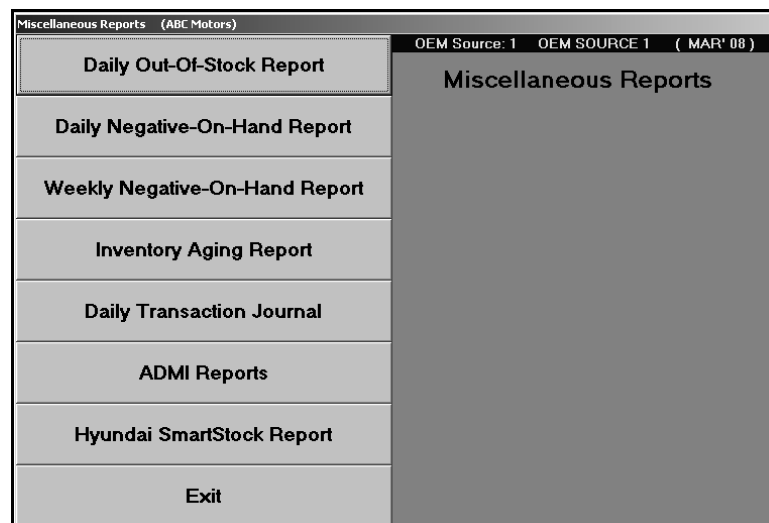 Miscellaneous Reports (ABC Motors)
OEM Source: 1 OEM SOURCE 1 ( MAR' 08 )
Miscellaneous Reports
Daily Out-Of-Stock Report
Daily Negative-On-Hand Report
Weekly Negative-On-Hand Report
Inventory Aging Report
Daily Transaction Journal
ADMI Reports
Hyundai SmartStock Report
Exit